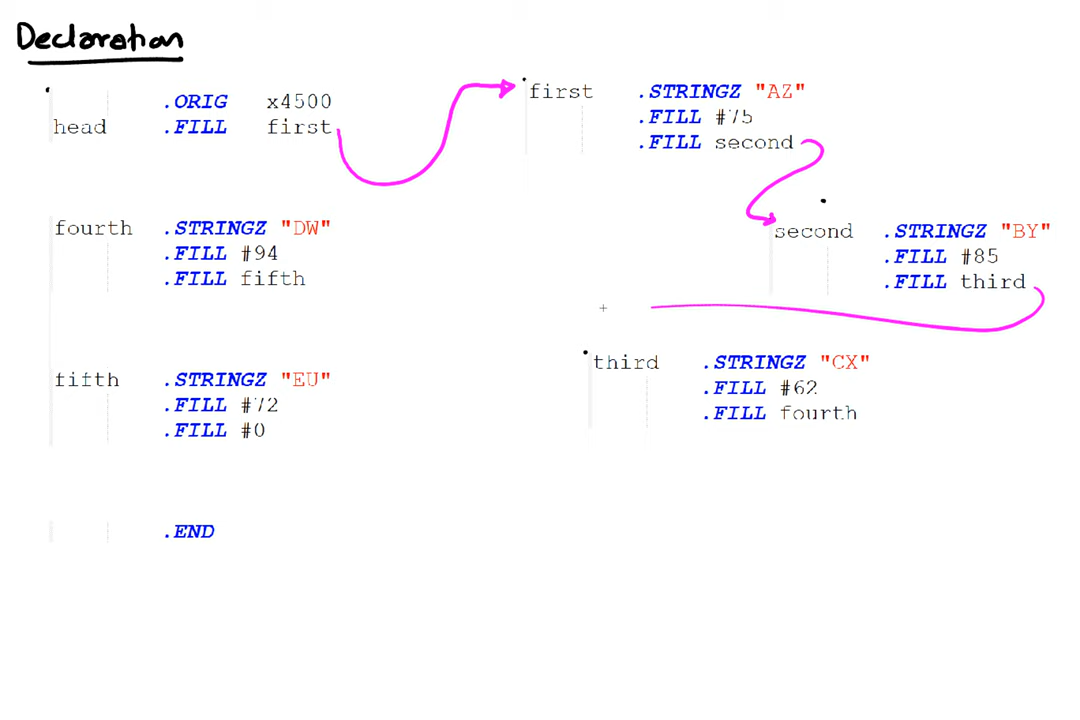 Declaration
.ORIG x4500
head .FILL first
first .STRINGZ "AZ"
.FILL #75
.FILL second
second .STRINGZ "BY"
.FILL #85
.FILL third
third .STRINGZ "CX"
.FILL #62
.FILL fourth
fourth .STRINGZ "DW"
.FILL #94
.FILL fifth
fifth .STRINGZ "EU"
.FILL #72
.FILL #0
.END